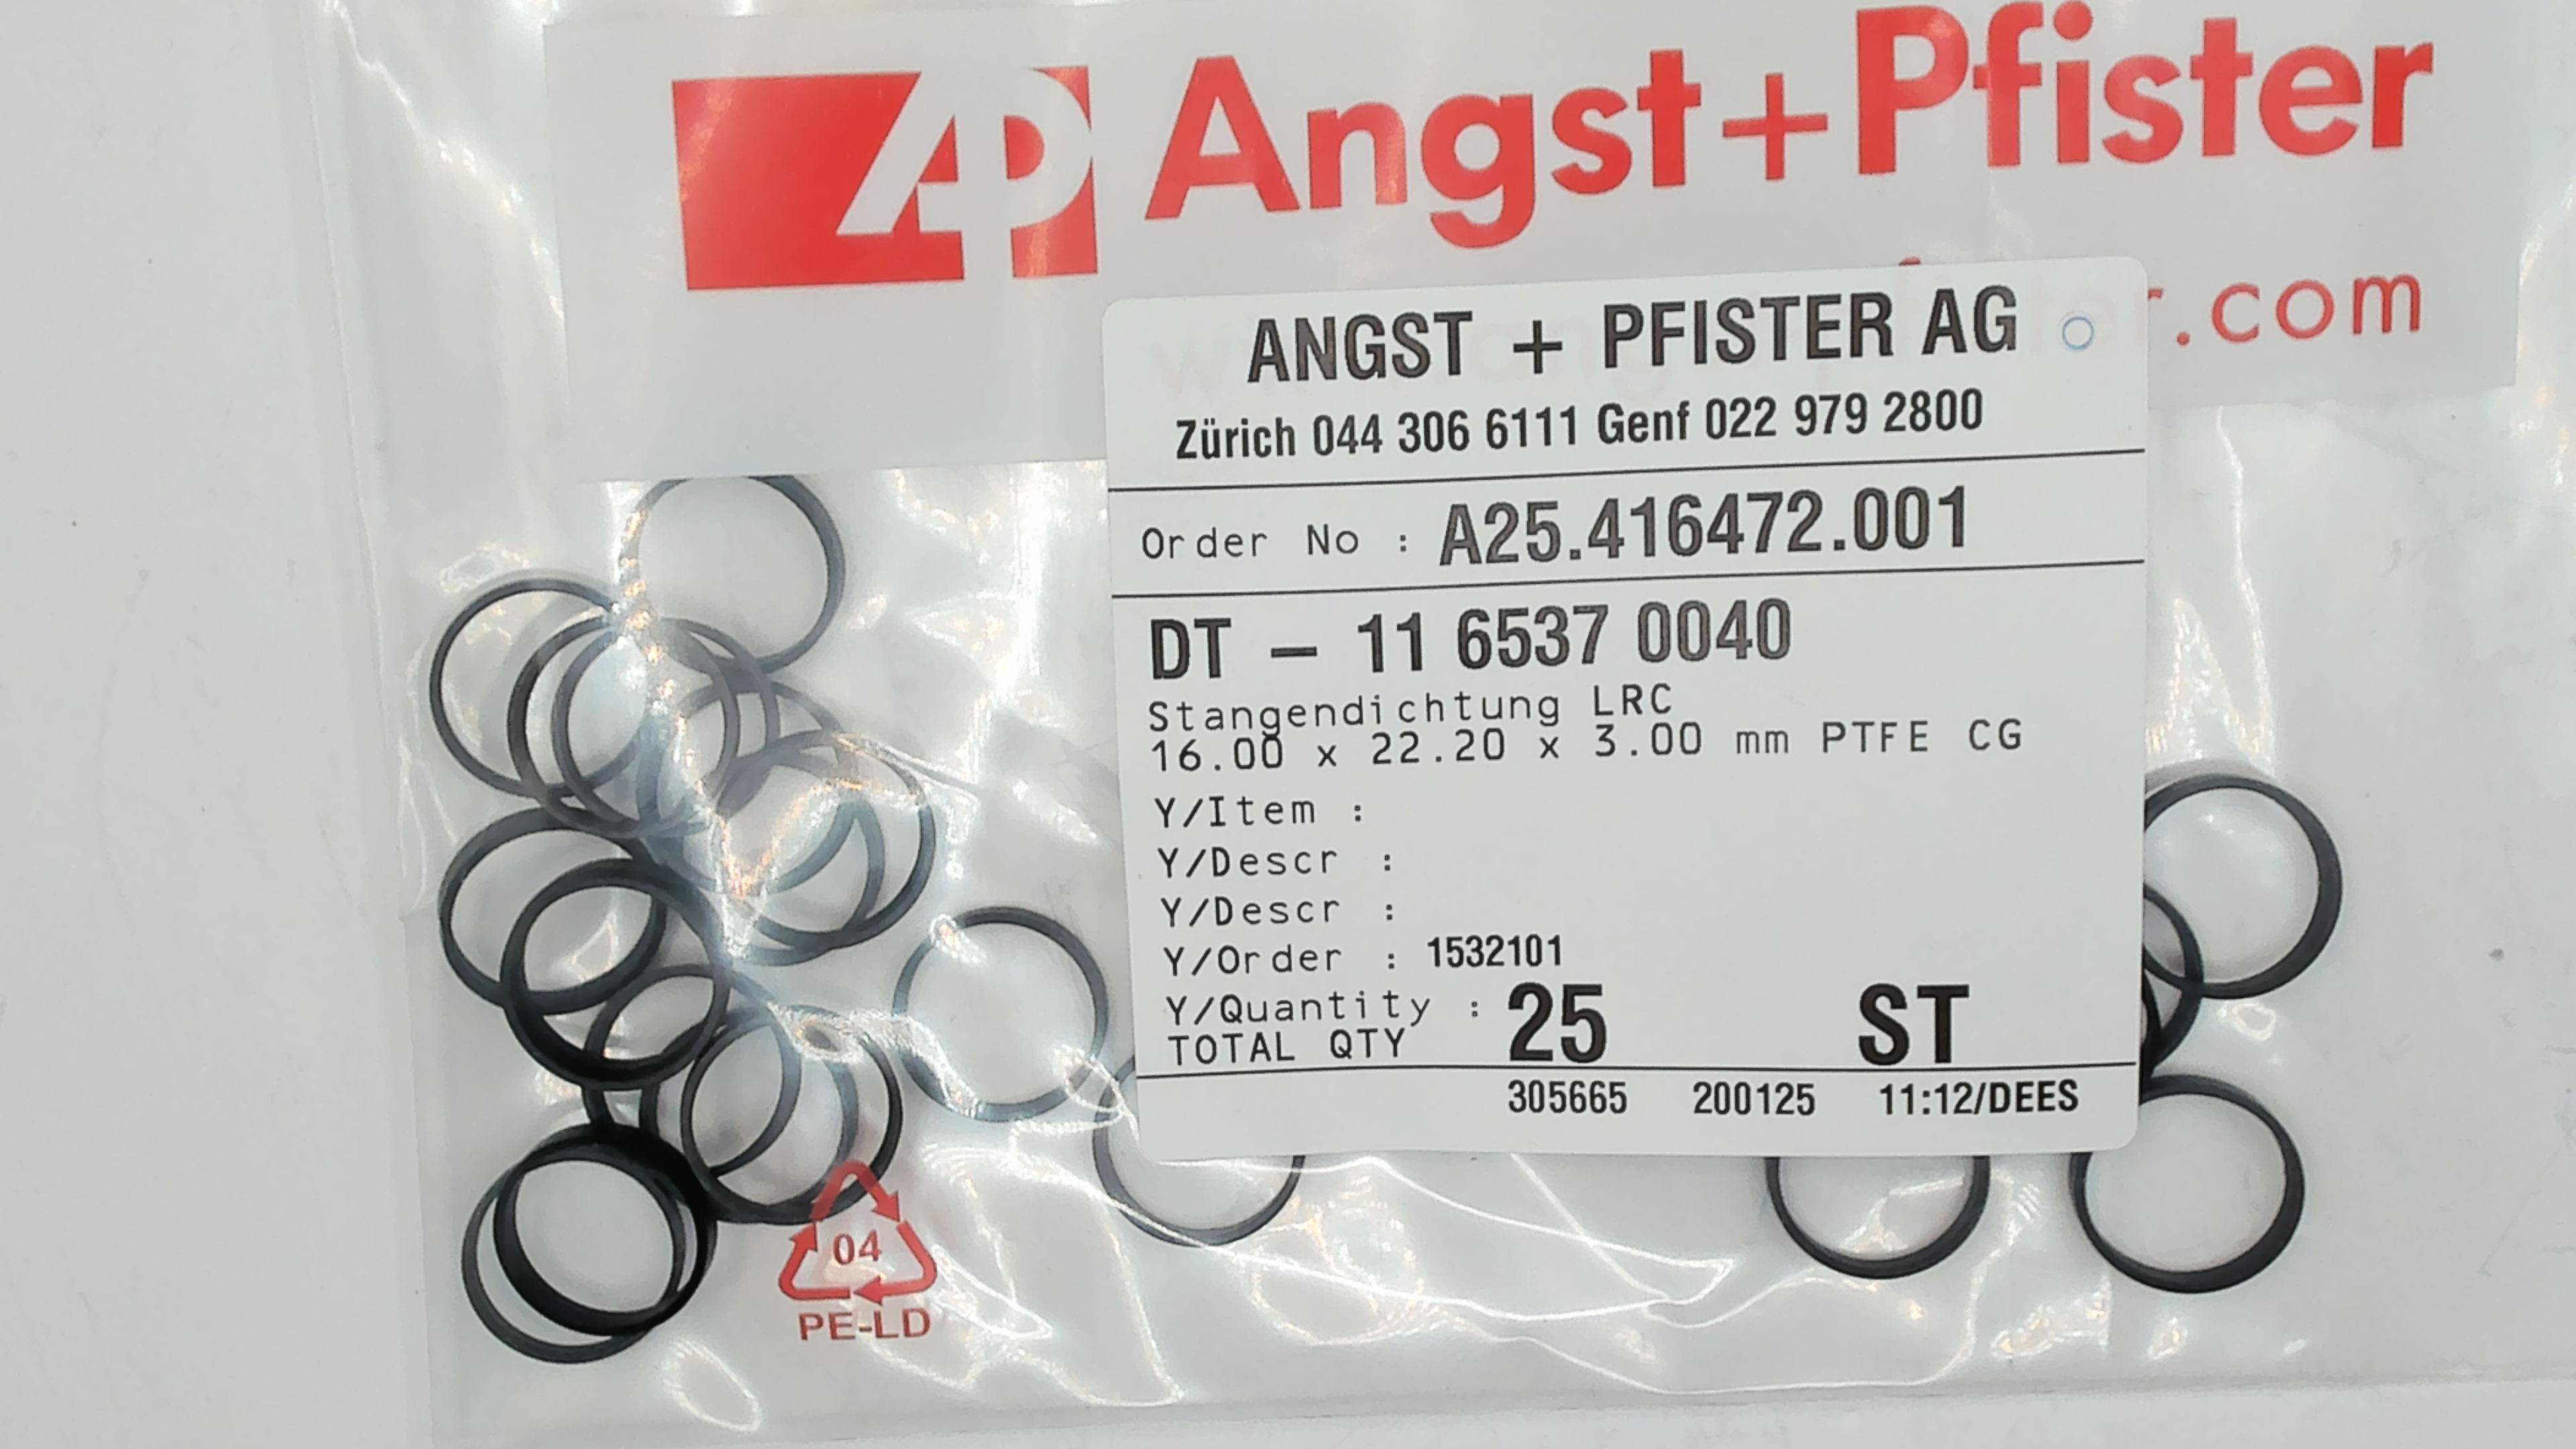 AP Angst+Pfister
r.com
ANGST + PFISTER AG
Zürich 044 306 6111 Genf 022 979 2800
Order No : A25.416472.001
DT – 11 6537 0040
Stangendichtung LRC
16.00 x 22.20 x 3.00 mm PTFE CG
Y/Item :
Y/Descr :
Y/Descr :
Y/Order : 1532101
Y/Quantity : 25 ST
TOTAL QTY
305665 200125 11:12/DEES
04
PE-LD